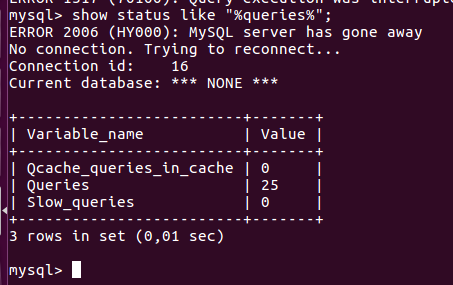 mysql> show status like "%queries%";
ERROR 2006 (HY000): MySQL server has gone away
No connection. Trying to reconnect...
Connection id:    16
Current database: *** NONE ***

+-------------------------+-------+
| Variable_name           | Value |
+-------------------------+-------+
| Qcache_queries_in_cache | 0     |
| Queries                 | 25    |
| Slow_queries            | 0     |
+-------------------------+-------+
3 rows in set (0,01 sec)

mysql>